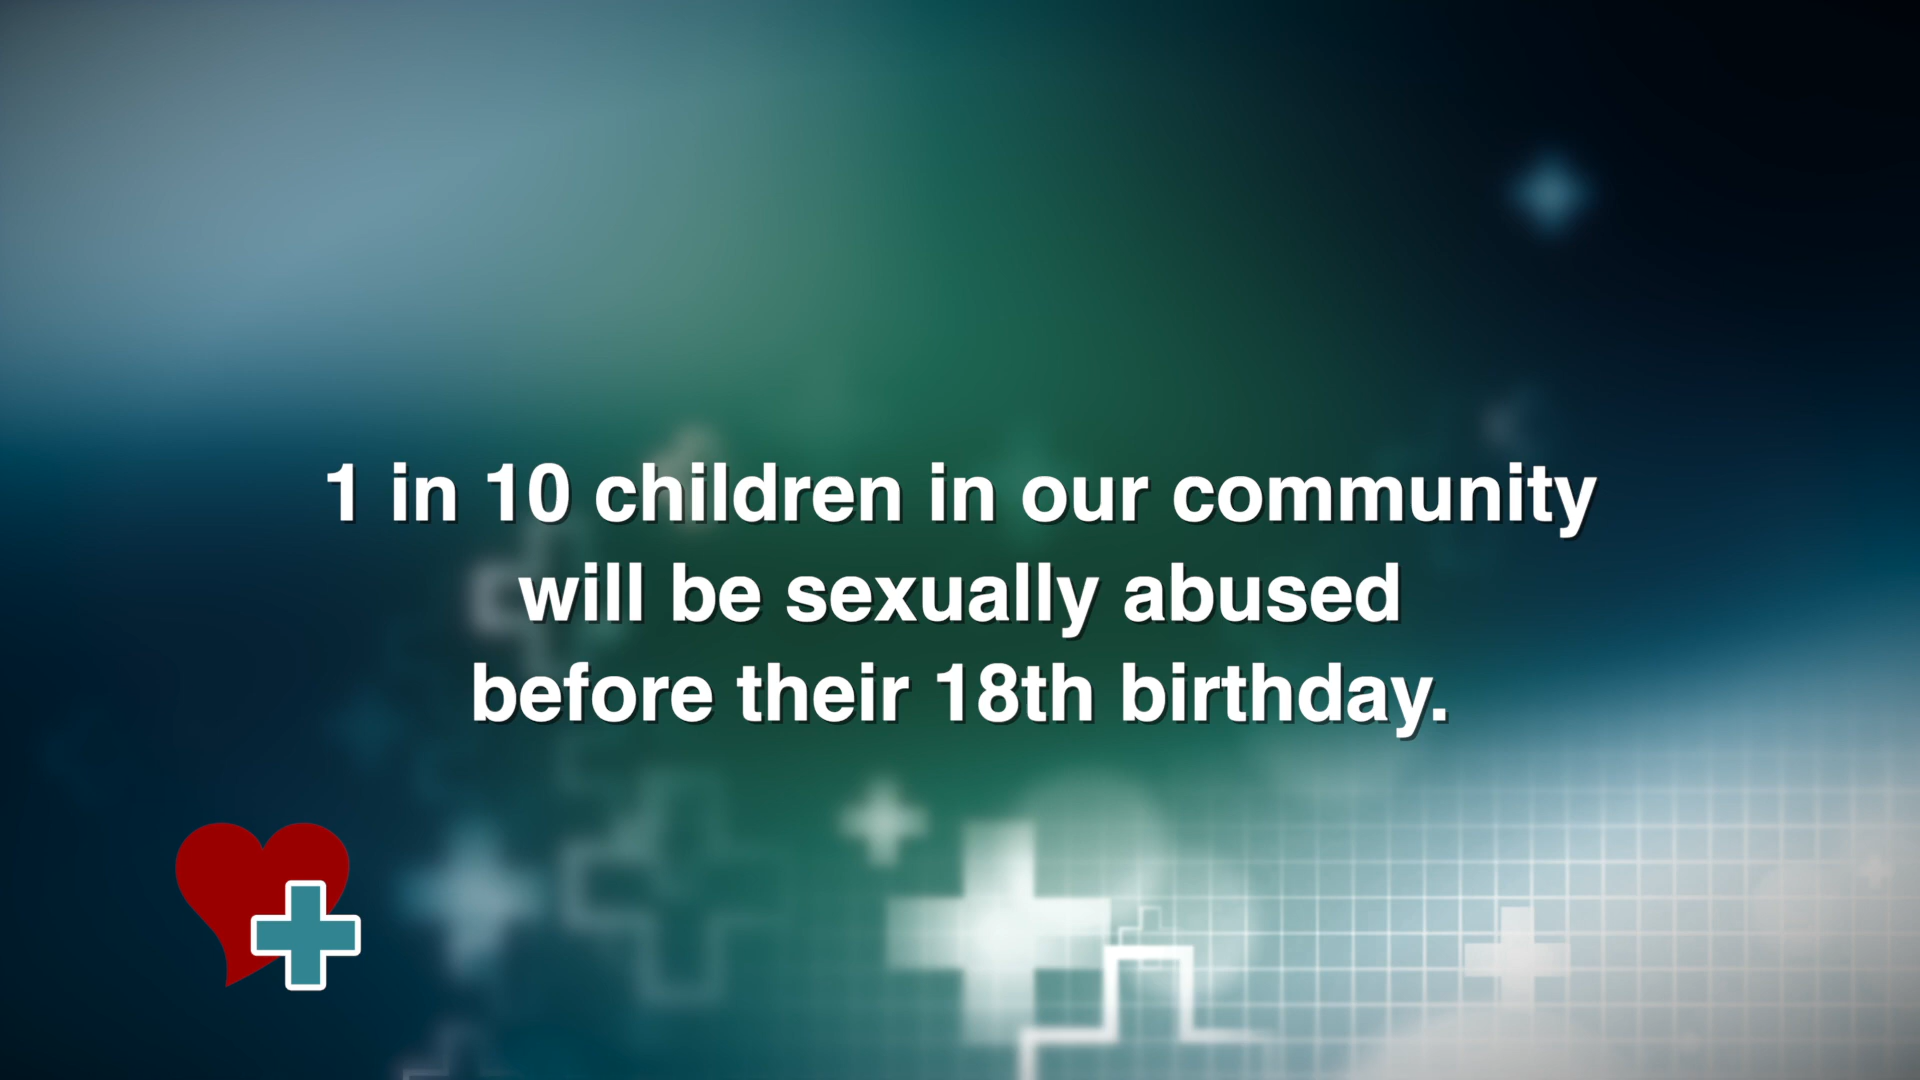 1 in 10 children in our community
will be sexually abused
before their 18th birthday.